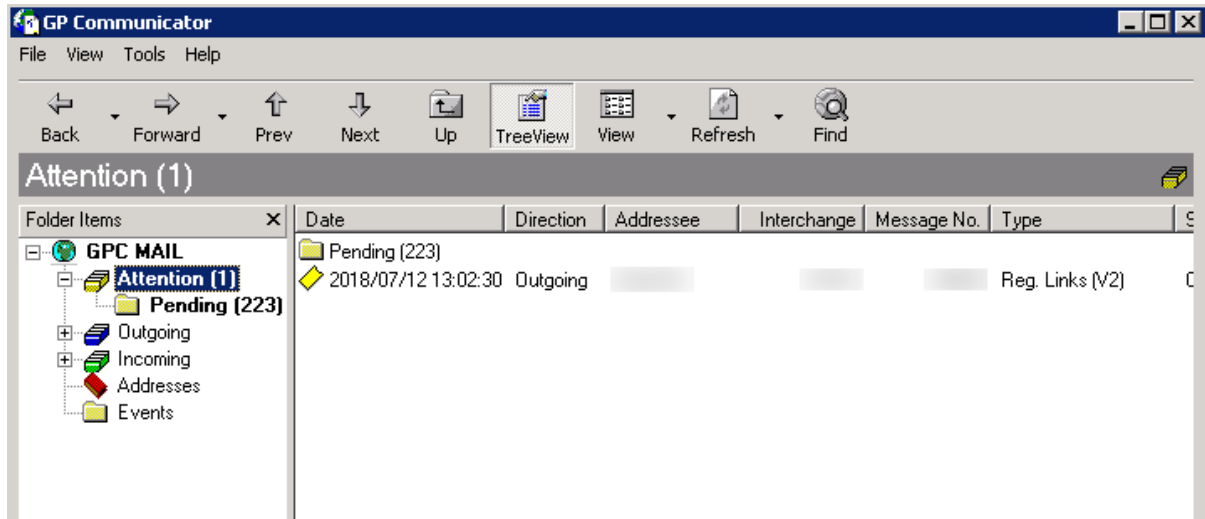 GP Communicator
File View Tools Help
Back Forward Prev Next Up TreeView View Refresh Find
Attention (1)
Folder Items
GPC MAIL
Attention (1)
Pending (223)
Outgoing
Incoming
Addresses
Events
Date Direction Addressee Interchange Message No. Type
Pending (223)
2018/07/12 13:02:30 Outgoing Reg. Links (V2)